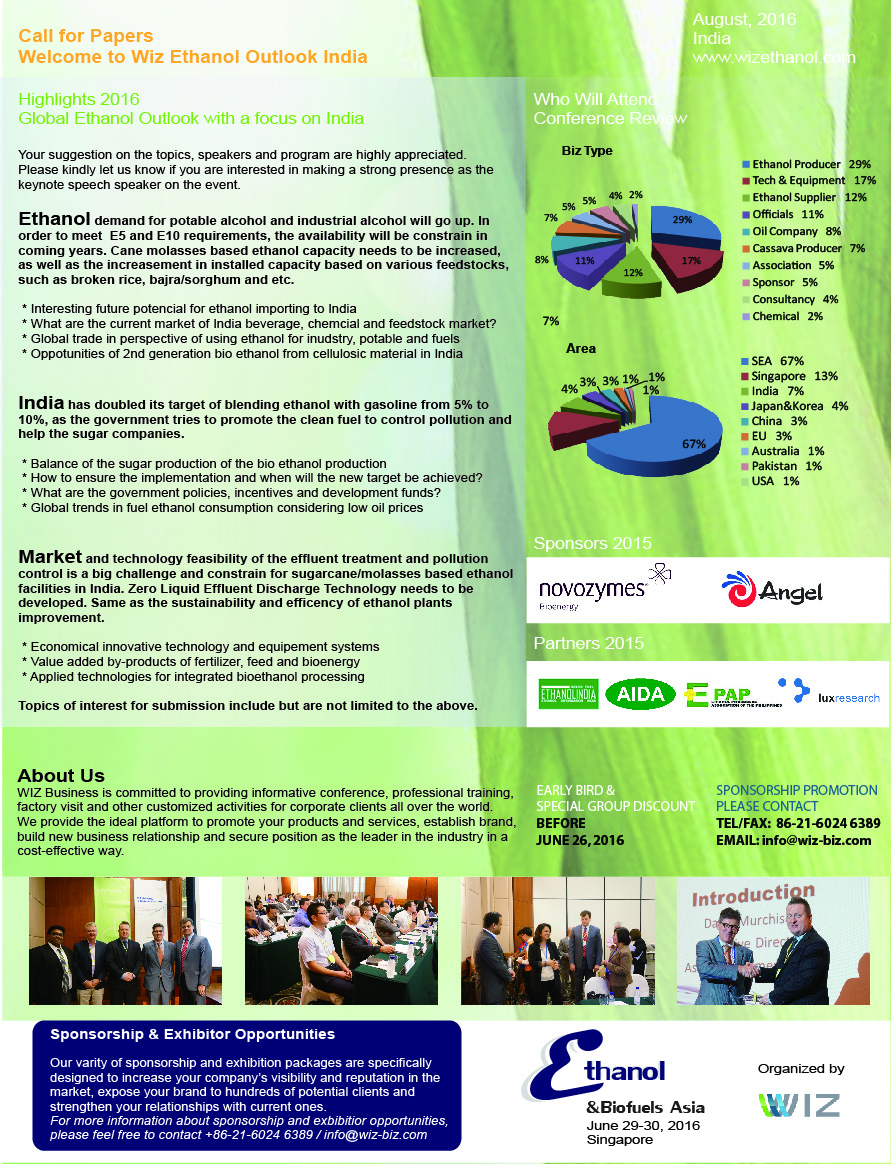 Call for Papers
Welcome to Wiz Ethanol Outlook India
August, 2016
India
www.wizethanol.com
Highlights 2016
Global Ethanol Outlook with a focus on India
Your suggestion on the topics, speakers and program are highly appreciated.
Please kindly let us know if you are interested in making a strong presence as the
keynote speech speaker on the event.
Ethanol demand for potable alcohol and industrial alcohol will go up. In
order to meet E5 and E10 requirements, the availability will be constrain in
coming years. Cane molasses based ethanol capacity needs to be increased,
as well as the increasement in installed capacity based on various feedstocks,
such as broken rice, bajra/sorghum and etc.
* Interesting future potencial for ethanol importing to India
* What are the current market of India beverage, chemcial and feedstock market?
* Global trade in perspective of using ethanol for inudstry, potable and fuels
* Oppotunities of 2nd generation bio ethanol from cellulosic material in India
India has doubled its target of blending ethanol with gasoline from 5% to
10%, as the government tries to promote the clean fuel to control pollution and
help the sugar companies.
* Balance of the sugar production of the bio ethanol production
* How to ensure the implementation and when will the new target be achieved?
* What are the government policies, incentives and development funds?
* Global trends in fuel ethanol consumption considering low oil prices
Market and technology feasibility of the effluent treatment and pollution
control is a big challenge and constrain for sugarcane/molasses based ethanol
facilities in India. Zero Liquid Effluent Discharge Technology needs to be
developed. Same as the sustainability and efficency of ethanol plants
improvement.
* Economical innovative technology and equipement systems
* Value added by-products of fertilizer, feed and bioenergy
* Applied technologies for integrated bioethanol processing
Topics of interest for submission include but are not limited to the above.
Who Will Attend
Conference Review
Biz Type
29%
17%
12%
11%
8%
7%
5%
5%
4%
2%
7%
Ethanol Producer 29%
Tech & Equipment 17%
Ethanol Supplier 12%
Officials 11%
Oil Company 8%
Cassava Producer 7%
Association 5%
Sponsor 5%
Consultancy 4%
Chemical 2%
Area
67%
4%
3%
3%
1%
1%
1%
SEA 67%
Singapore 13%
India 7%
Japan&Korea 4%
China 3%
EU 3%
Australia 1%
Pakistan 1%
USA 1%
Sponsors 2015
novozymes
Bioenergy
Angel
Partners 2015
ETHANOLINDIA
AIDA
EPAP
ASSOCIATION OF THE PHILIPPINES
luxresearch
About Us
WIZ Business is committed to providing informative conference, professional training,
factory visit and other customized activities for corporate clients all over the world.
We provide the ideal platform to promote your products and services, establish brand,
build new business relationship and secure position as the leader in the industry in a
cost-effective way.
EARLY BIRD &
SPECIAL GROUP DISCOUNT
BEFORE
JUNE 26, 2016
SPONSORSHIP PROMOTION
PLEASE CONTACT
TEL/FAX: 86-21-6024 6389
EMAIL: info@wiz-biz.com
Introduction
Murchis
Direc
Sponsorship & Exhibitor Opportunities
Our varity of sponsorship and exhibition packages are specifically
designed to increase your company's visibility and reputation in the
market, expose your brand to hundreds of potential clients and
strengthen your relationships with current ones.
For more information about sponsorship and exbibitior opportunities,
please feel free to contact +86-21-6024 6389 / info@wiz-biz.com
Ethanol
&Biofuels Asia
June 29-30, 2016
Singapore
Organized by
WIZ